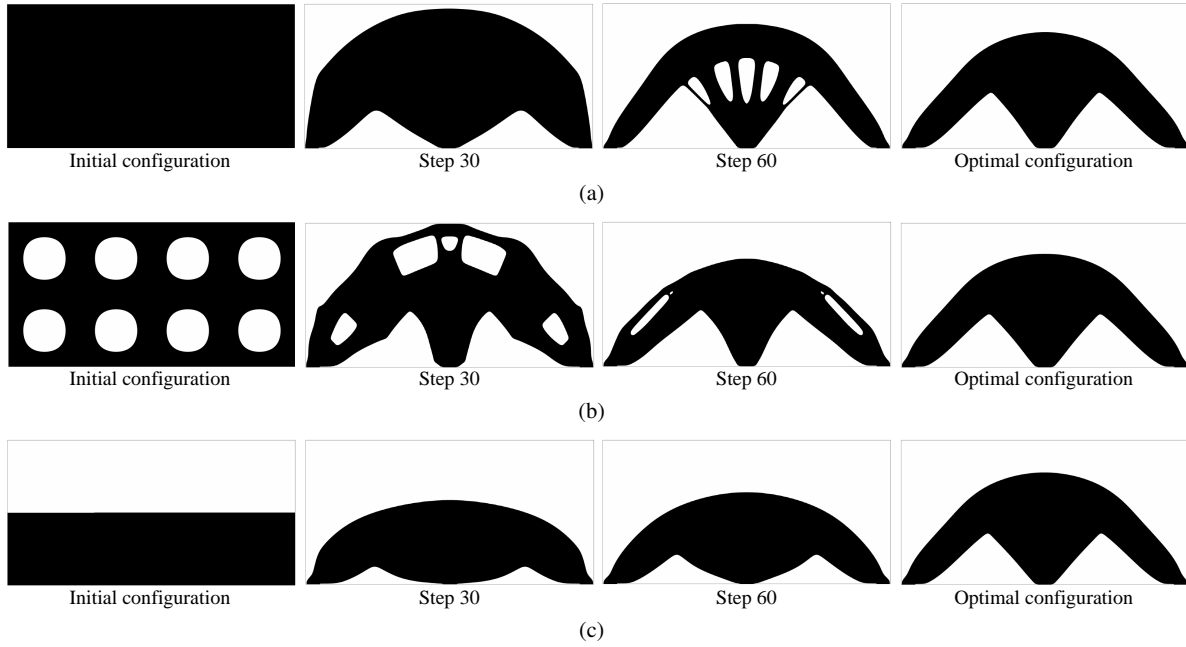 Initial configuration Step 30 Step 60 Optimal configuration
(a)
Initial configuration Step 30 Step 60 Optimal configuration
(b)
Initial configuration Step 30 Step 60 Optimal configuration
(c)